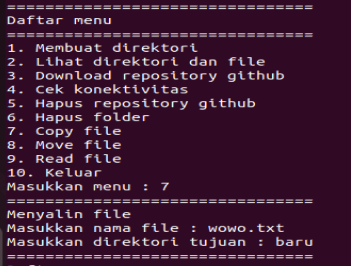 ==================================
Daftar menu
==================================
1. Membuat direktori
2. Lihat direktori dan file
3. Download repository github
4. Cek konektivitas
5. Hapus repository github
6. Hapus folder
7. Copy file
8. Move file
9. Read file
10. Keluar
Masukkan menu : 7
==================================
Menyalin file
Masukkan nama file : wowo.txt
Masukkan direktori tujuan : baru
==================================